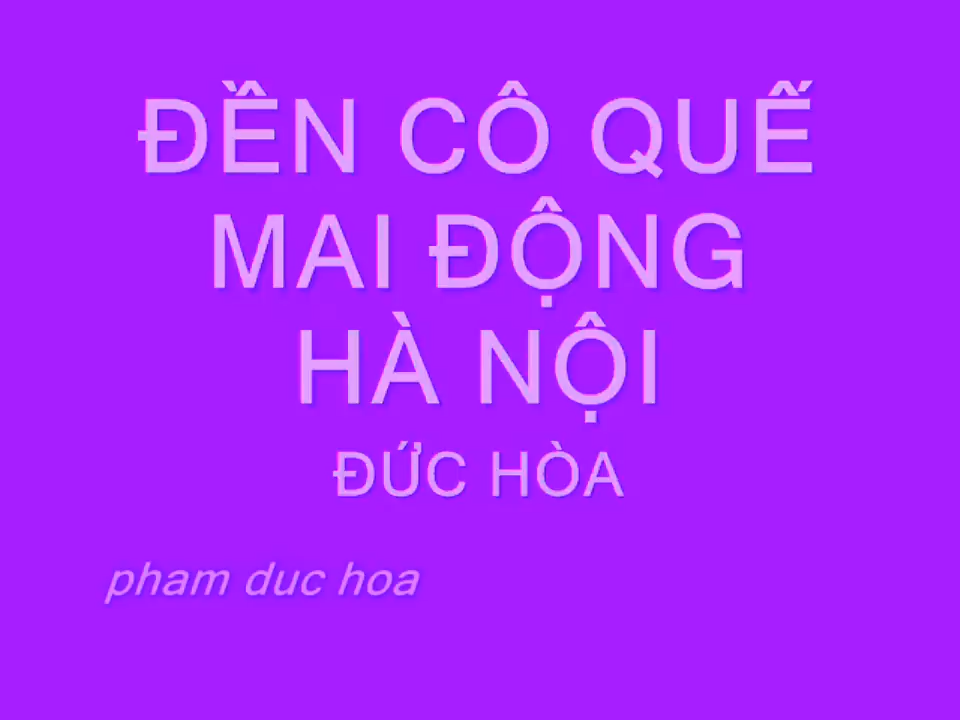 ĐỀN CÔ QUẾ
MAI ĐỘNG
HÀ NỘI
ĐỨC HÒA
pham duc hoa